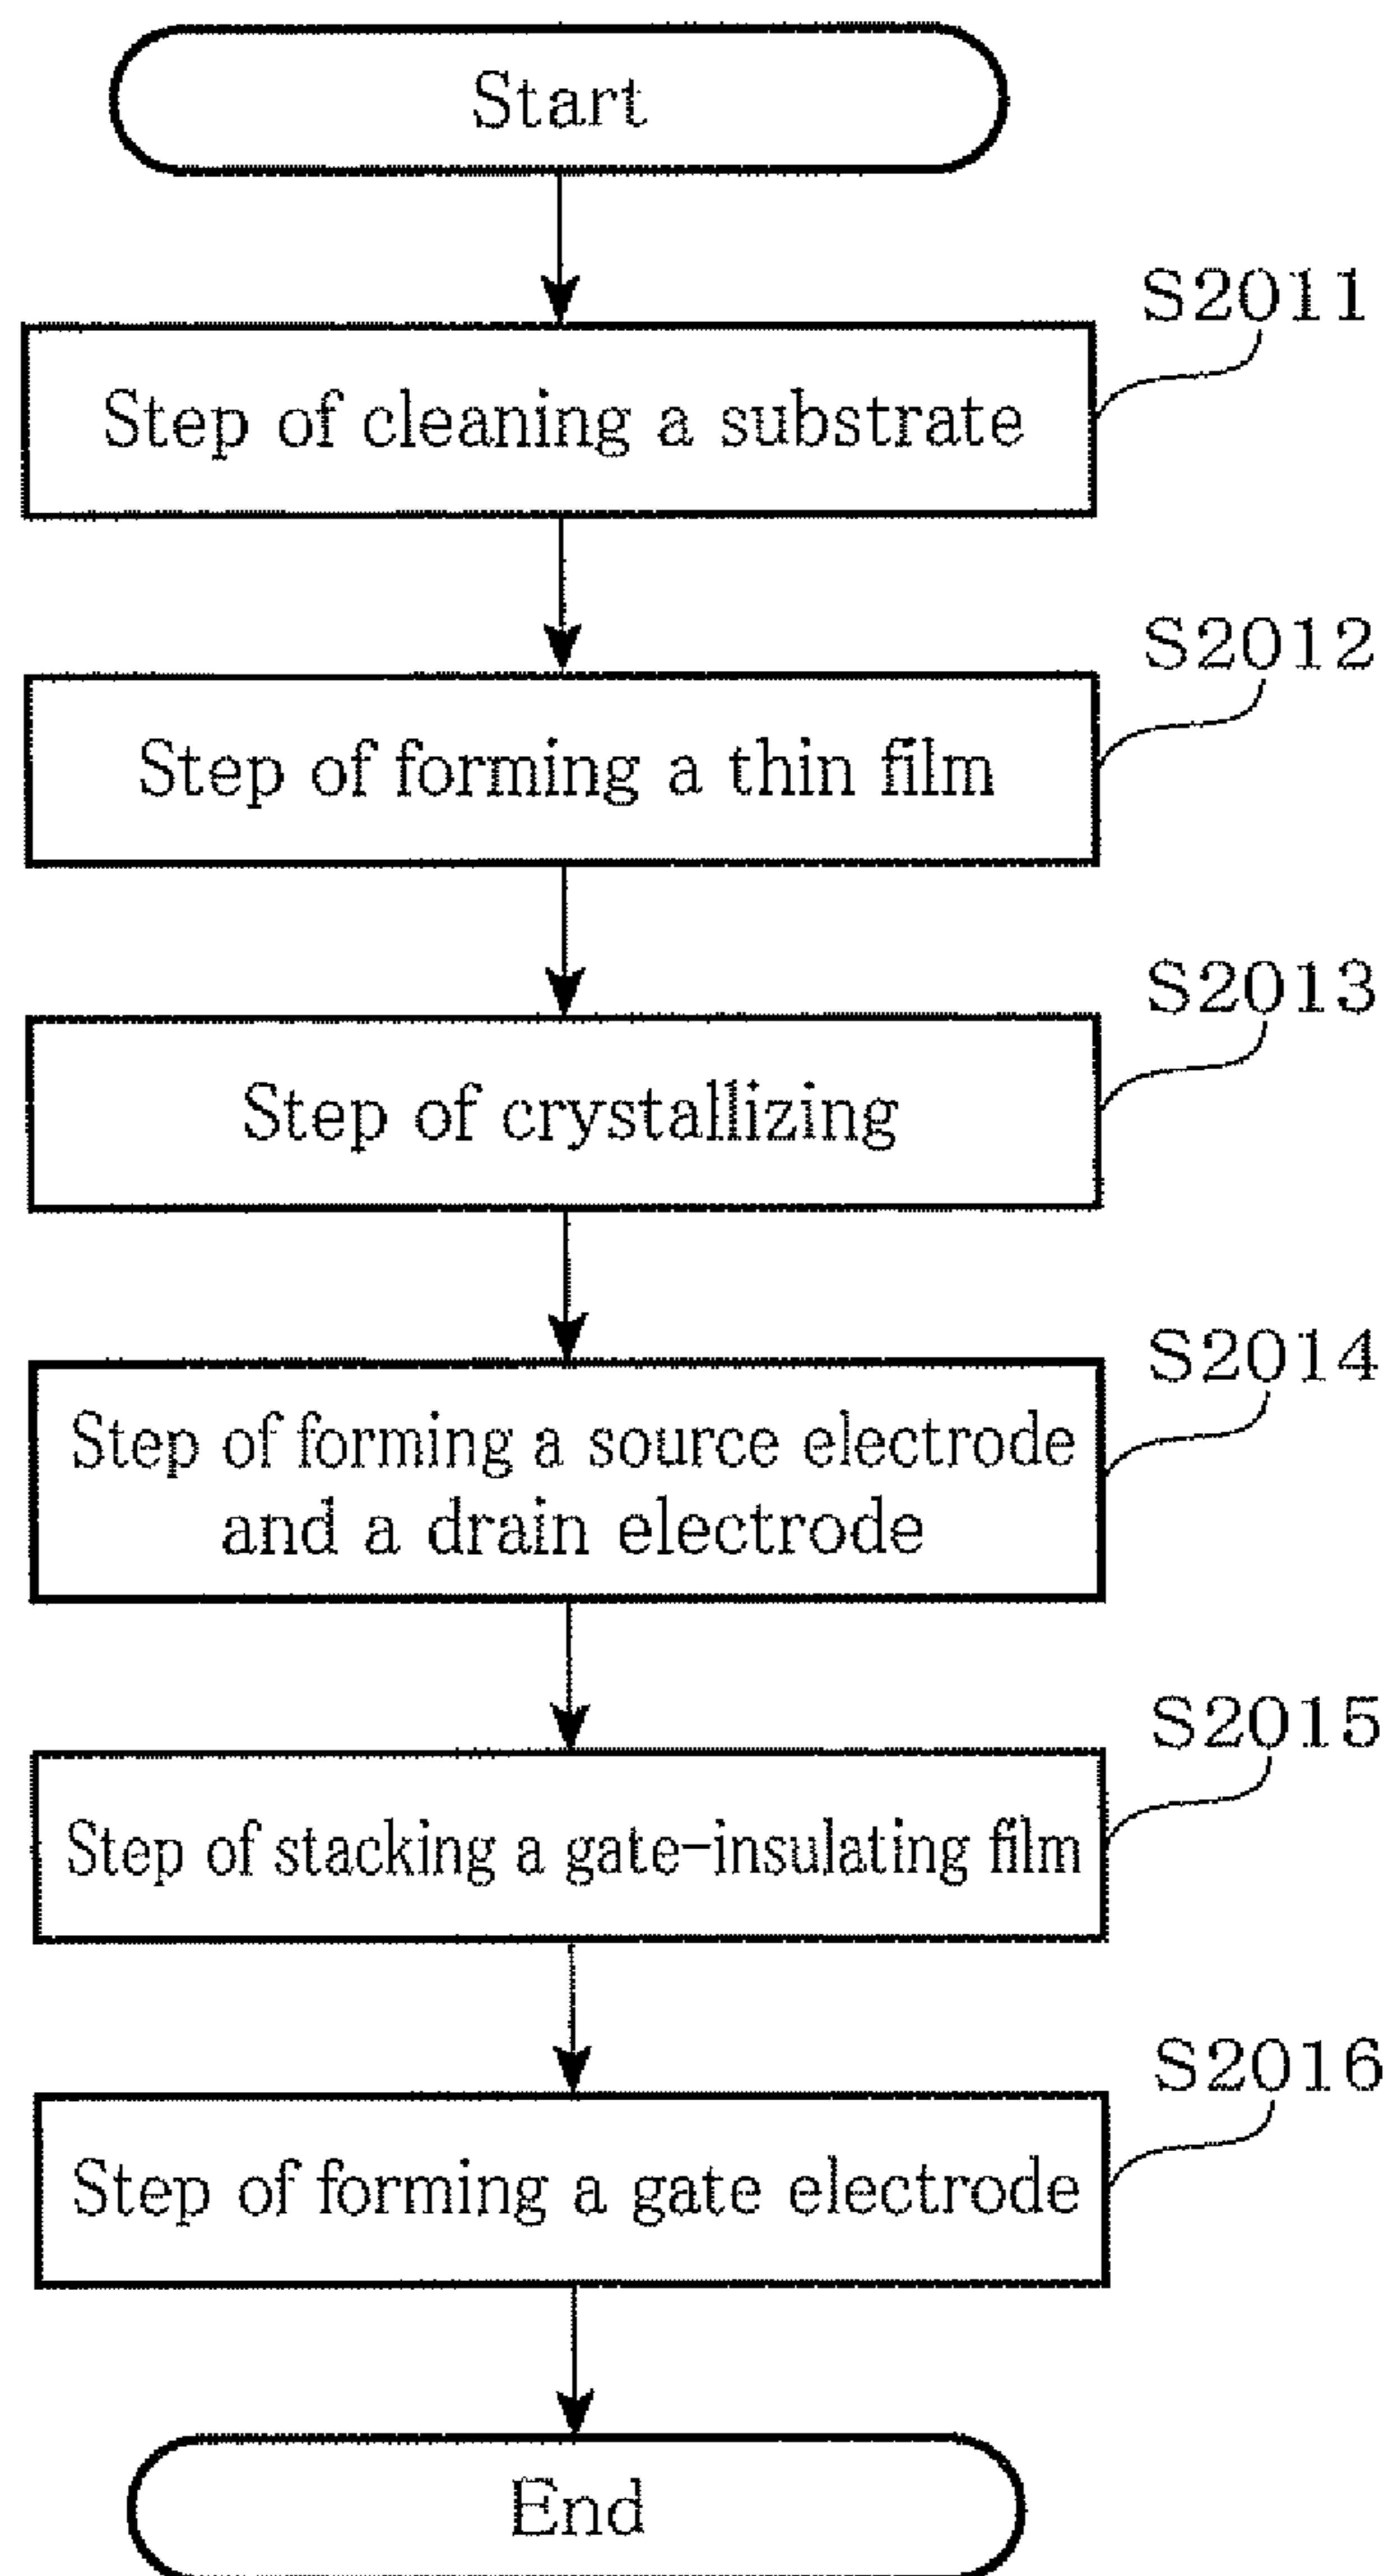 Start
S2011
Step of cleaning a substrate
S2012
Step of forming a thin film
S2013
Step of crystallizing
S2014
Step of forming a source electrode
and a drain electrode
S2015
Step of stacking a gate-insulating film
S2016
Step of forming a gate electrode
End